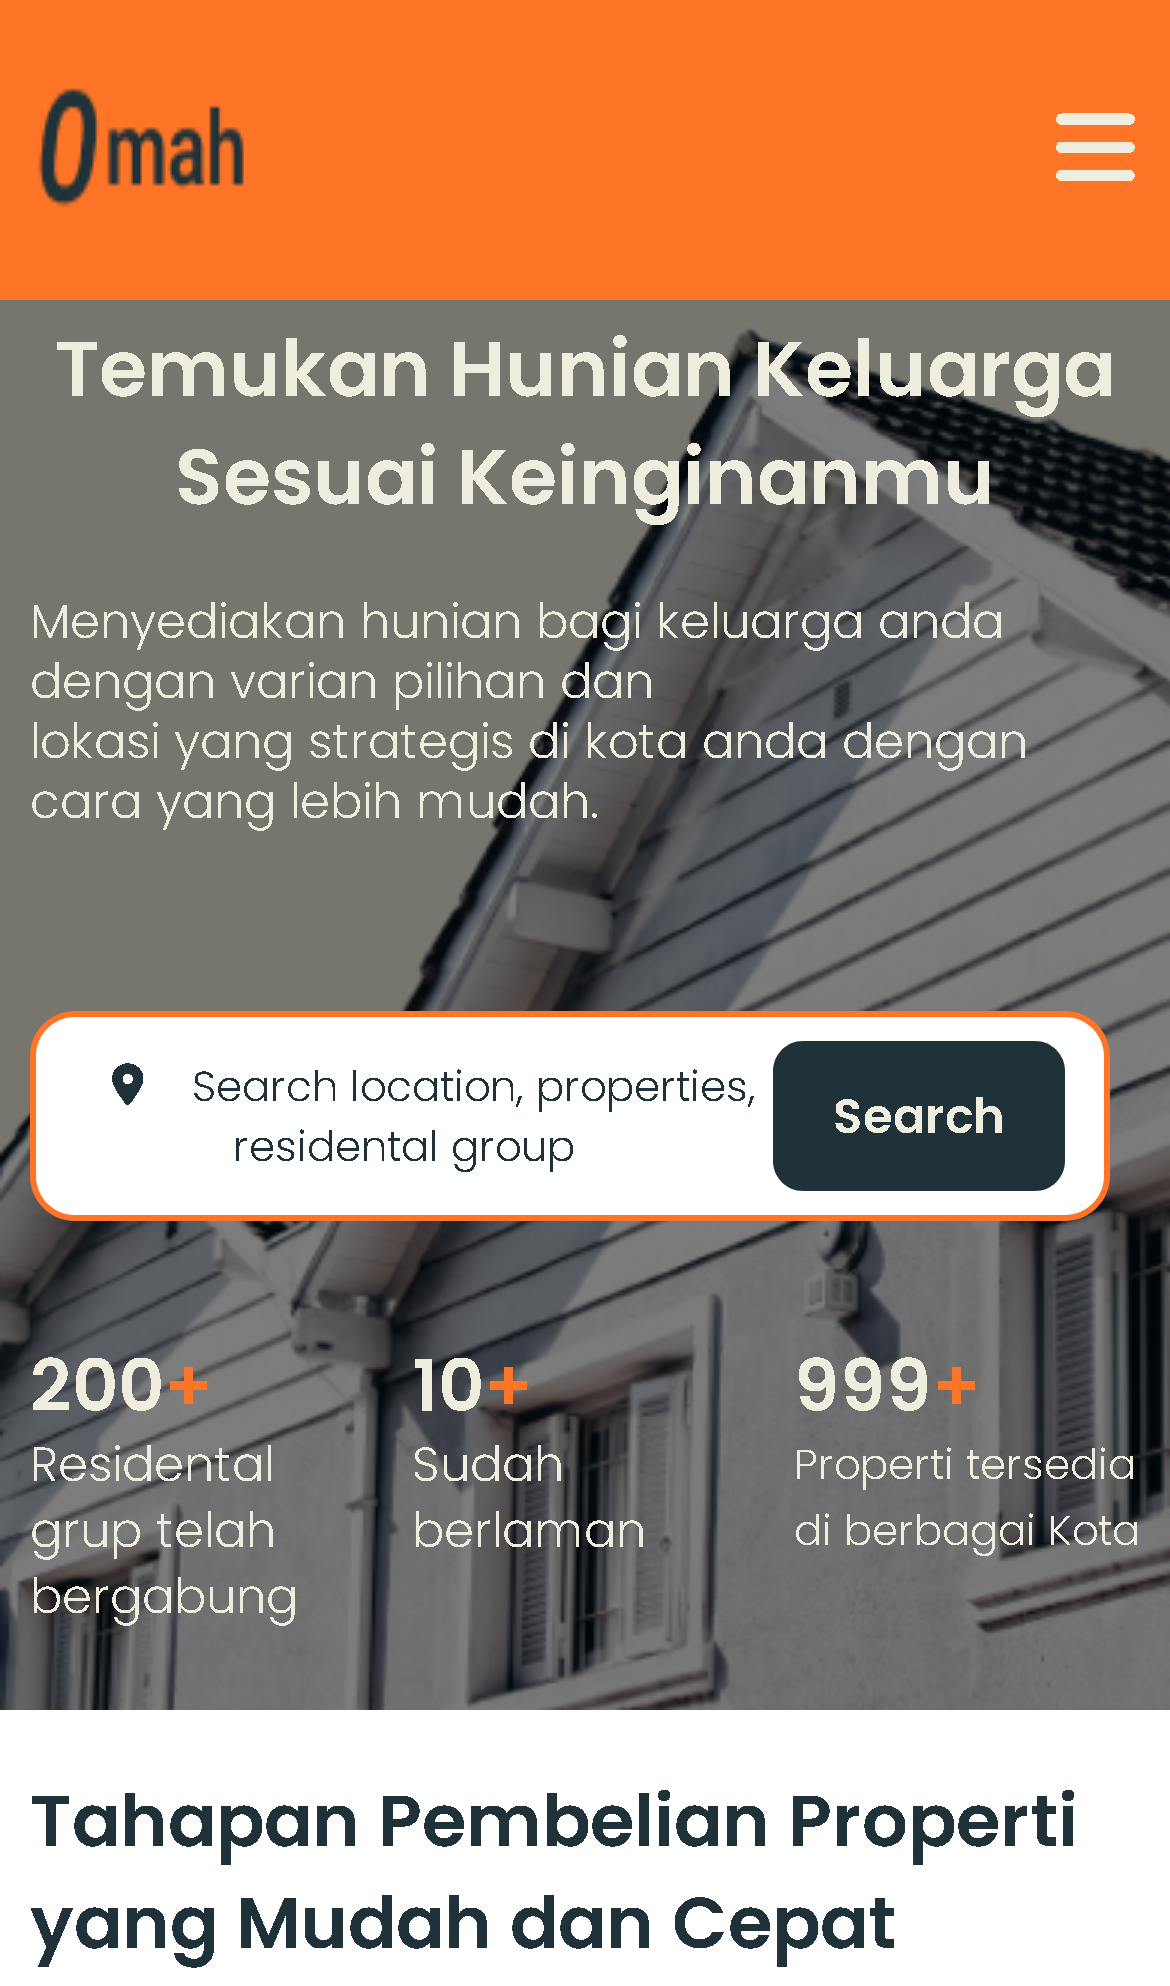 Omah
Temukan Hunian Keluarga
Sesuai Keinginanmu
Menyediakan hunian bagi keluarga anda
dengan varian pilihan dan
lokasi yang strategis di kota anda dengan
cara yang lebih mudah.
Search location, properties,
residental group
Search
200+
Residental
grup telah
bergabung
10+
Sudah
berlaman
999+
Properti tersedia
di berbagai Kota
Tahapan Pembelian Properti
yang Mudah dan Cepat